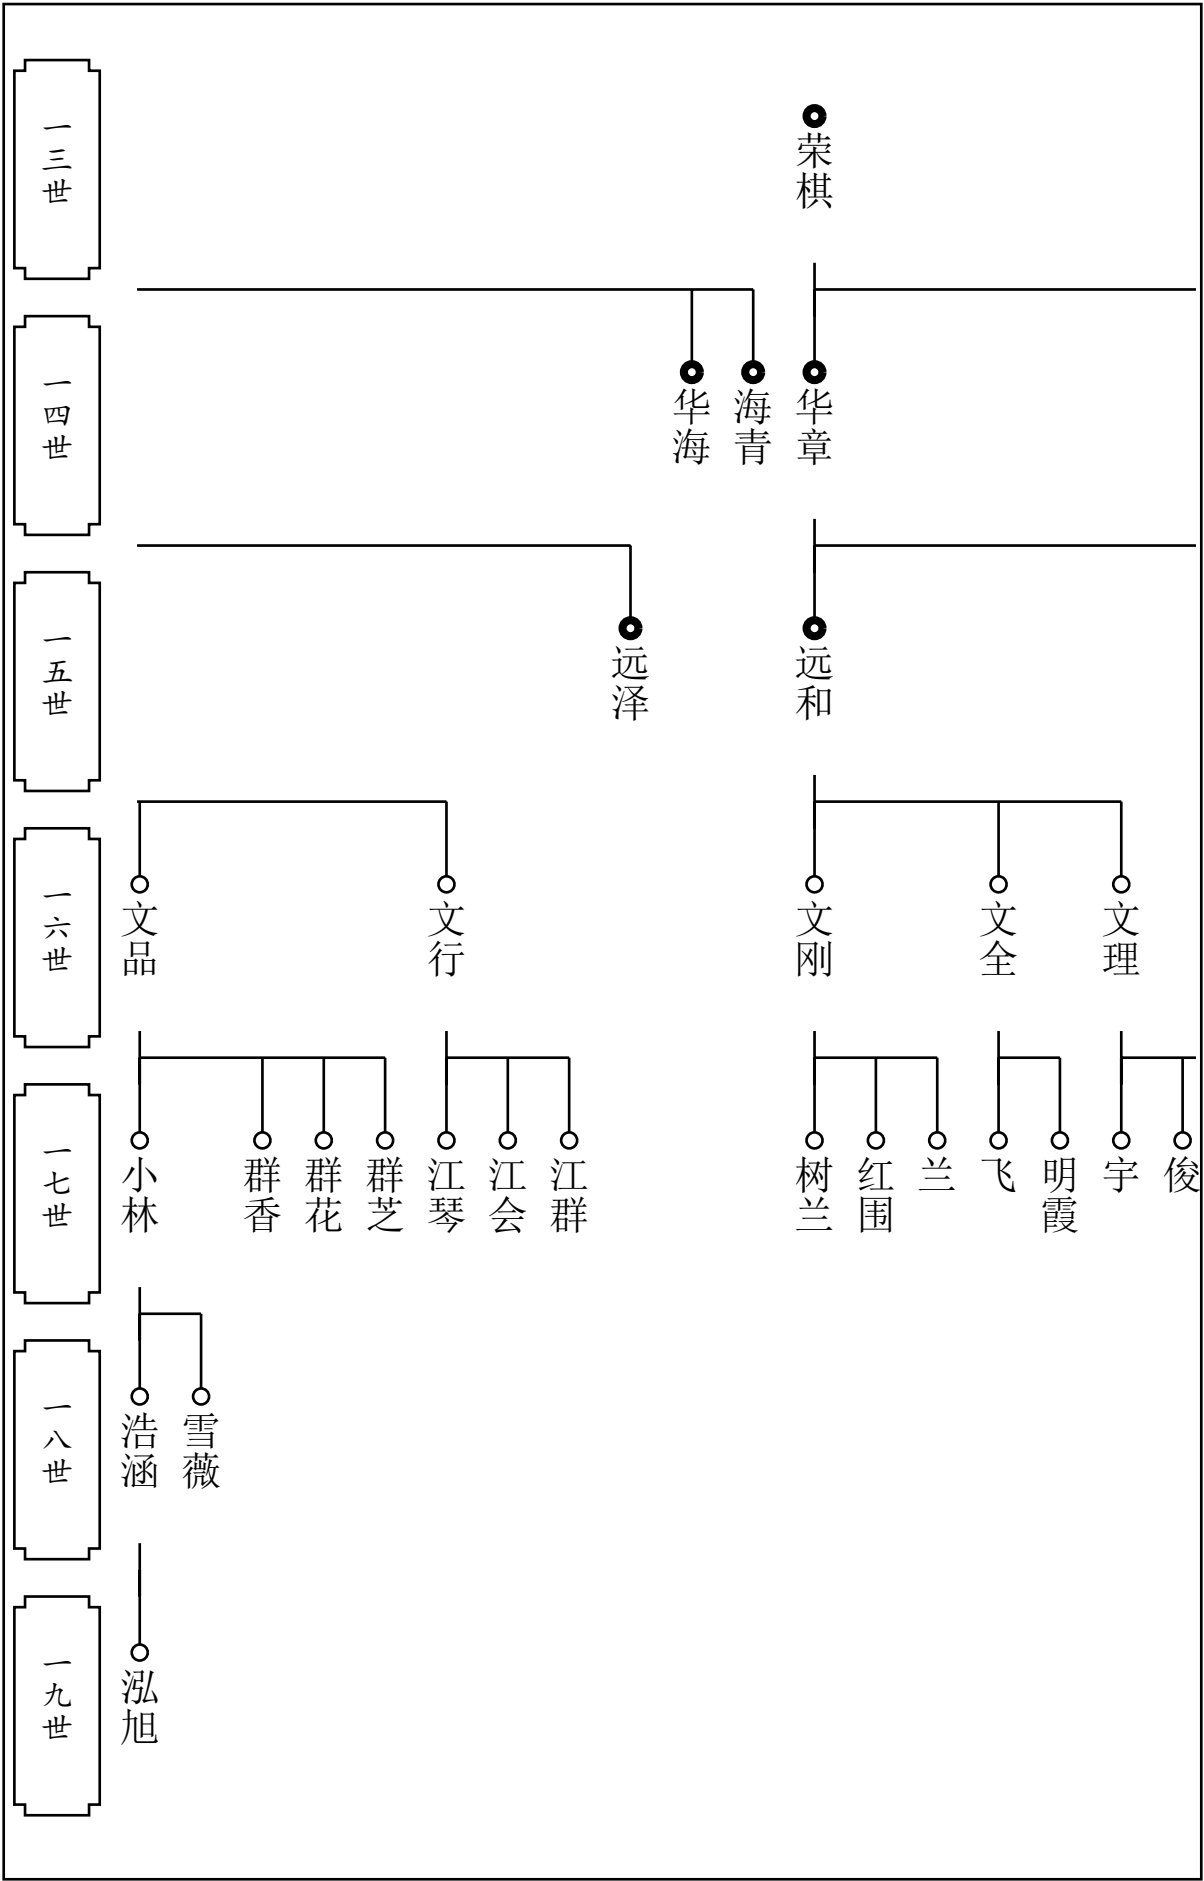 一三世
荣棋
一四世
华海
海青
华章
一五世
远泽
远和
一六世
文品
文行
文刚
文全
文理
一七世
小林
群香
群花
群芝
江琴
江会
江群
树兰
红围
兰
飞
明霞
宇
俊
一八世
浩涵
雪薇
一九世
泓旭